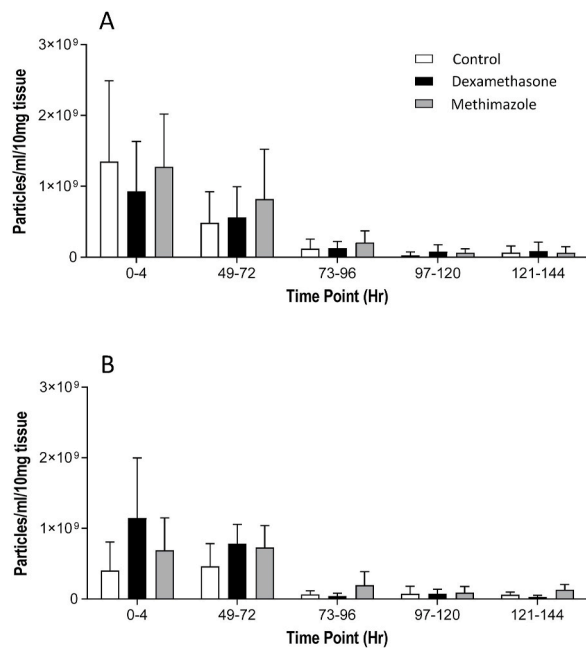 A
3×10⁹
2×10⁹
1×10⁹
0
Particles/ml/10mg tissue
Control
Dexamethasone
Methimazole
0-4
49-72
73-96
97-120
121-144
Time Point (Hr)
B
3×10⁹
2×10⁹
1×10⁹
0
Particles/ml/10mg tissue
0-4
49-72
73-96
97-120
121-144
Time Point (Hr)